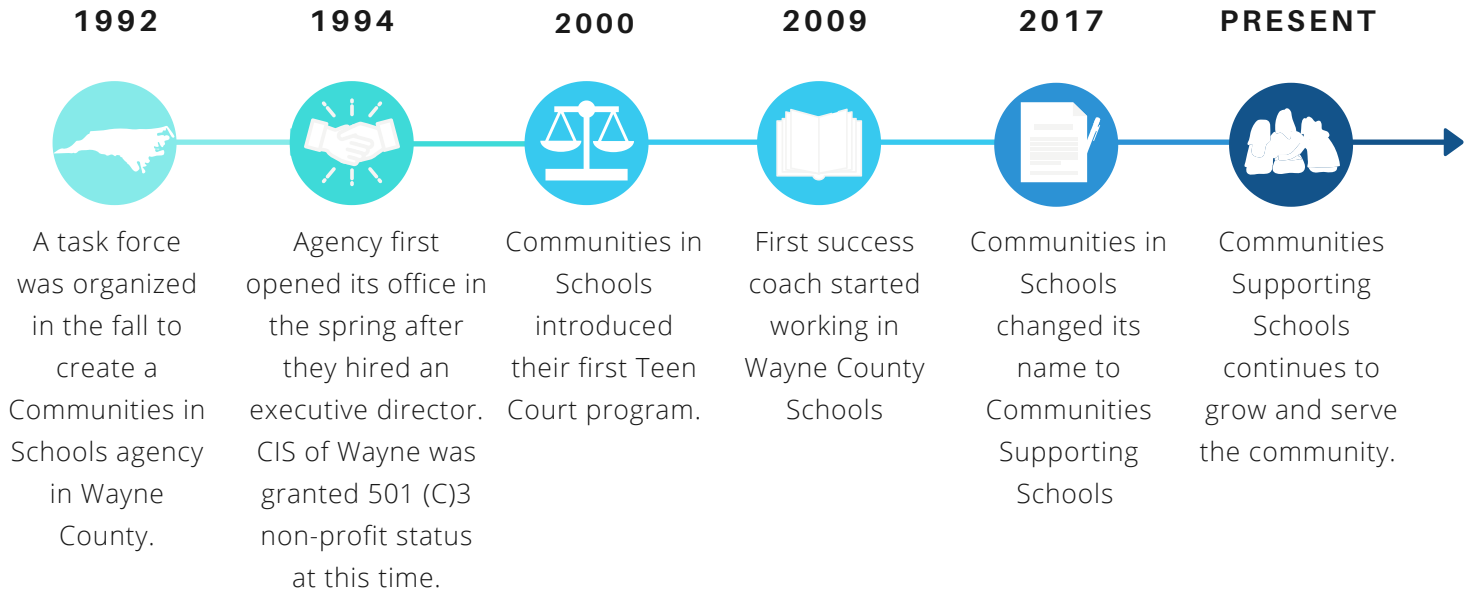 1992
A task force
was organized
in the fall to
create a
Communities in
Schools agency
in Wayne
County.
1994
Agency first
opened its office in
the spring after
they hired an
executive director.
CIS of Wayne was
granted 501 (C)3
non-profit status
at this time.
2000
Communities in
Schools
introduced
their first Teen
Court program.
2009
First success
coach started
working in
Wayne County
Schools
2017
Communities in
Schools
changed its
name to
Communities
Supporting
Schools
PRESENT
Communities
Supporting
Schools
continues to
grow and serve
the community.